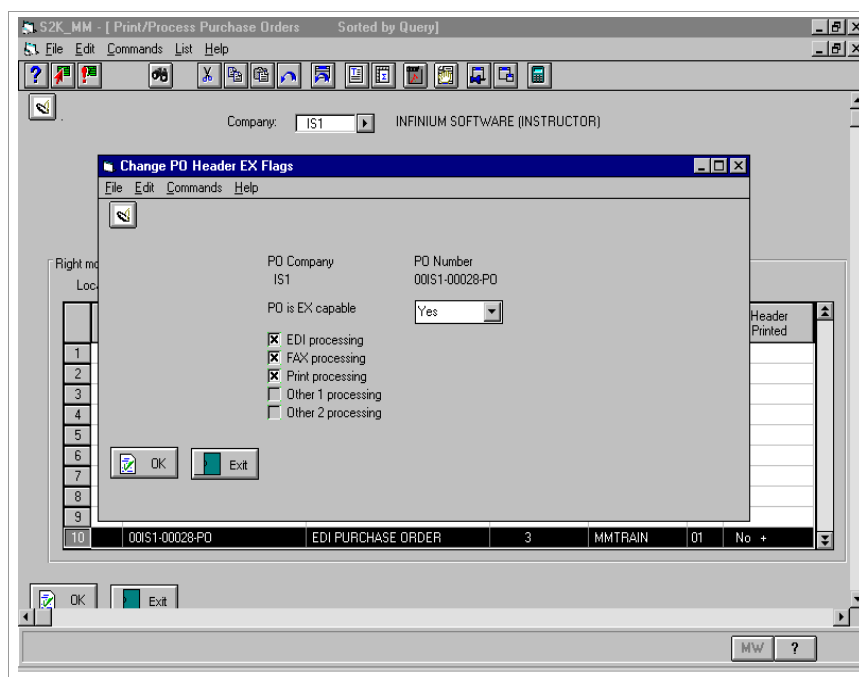 S2K_MM - [ Print/Process Purchase Orders Sorted by Query]
File Edit Commands List Help
Company: IS1 INFINIUM SOFTWARE (INSTRUCTOR)
Change PO Header EX Flags
File Edit Commands Help
PO Company PO Number
IS1 00IS1-00028-PO
PO is EX capable Yes
EDI processing
FAX processing
Print processing
Other 1 processing
Other 2 processing
OK Exit
Right mo
Loc
Header
Printed
1
2
3
4
5
6
7
8
9
10 00IS1-00028-PO EDI PURCHASE ORDER 3 MMTRAIN 01 No +
OK Exit
MW ?